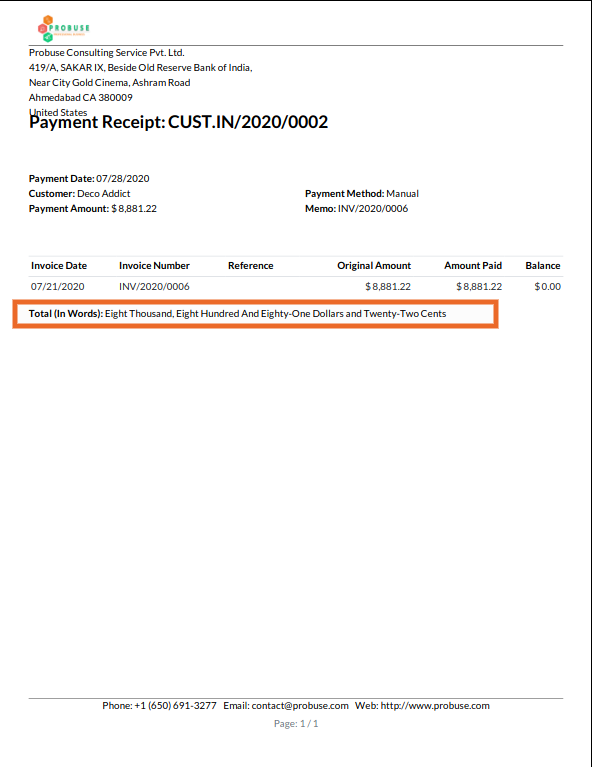 PROBUSE
Probuse Consulting Service Pvt. Ltd.
419/A, SAKAR IX, Beside Old Reserve Bank of India,
Near City Gold Cinema, Ashram Road
Ahmedabad CA 380009
United States
Payment Receipt: CUST.IN/2020/0002
Payment Date: 07/28/2020
Customer: Deco Addict Payment Method: Manual
Payment Amount: $ 8,881.22 Memo: INV/2020/0006
Invoice Date Invoice Number Reference Original Amount Amount Paid Balance
07/21/2020 INV/2020/0006 $ 8,881.22 $ 8,881.22 $ 0.00
Total (In Words): Eight Thousand, Eight Hundred And Eighty-One Dollars and Twenty-Two Cents
Phone: +1 (650) 691-3277 Email: contact@probuse.com Web: http://www.probuse.com
Page: 1 / 1